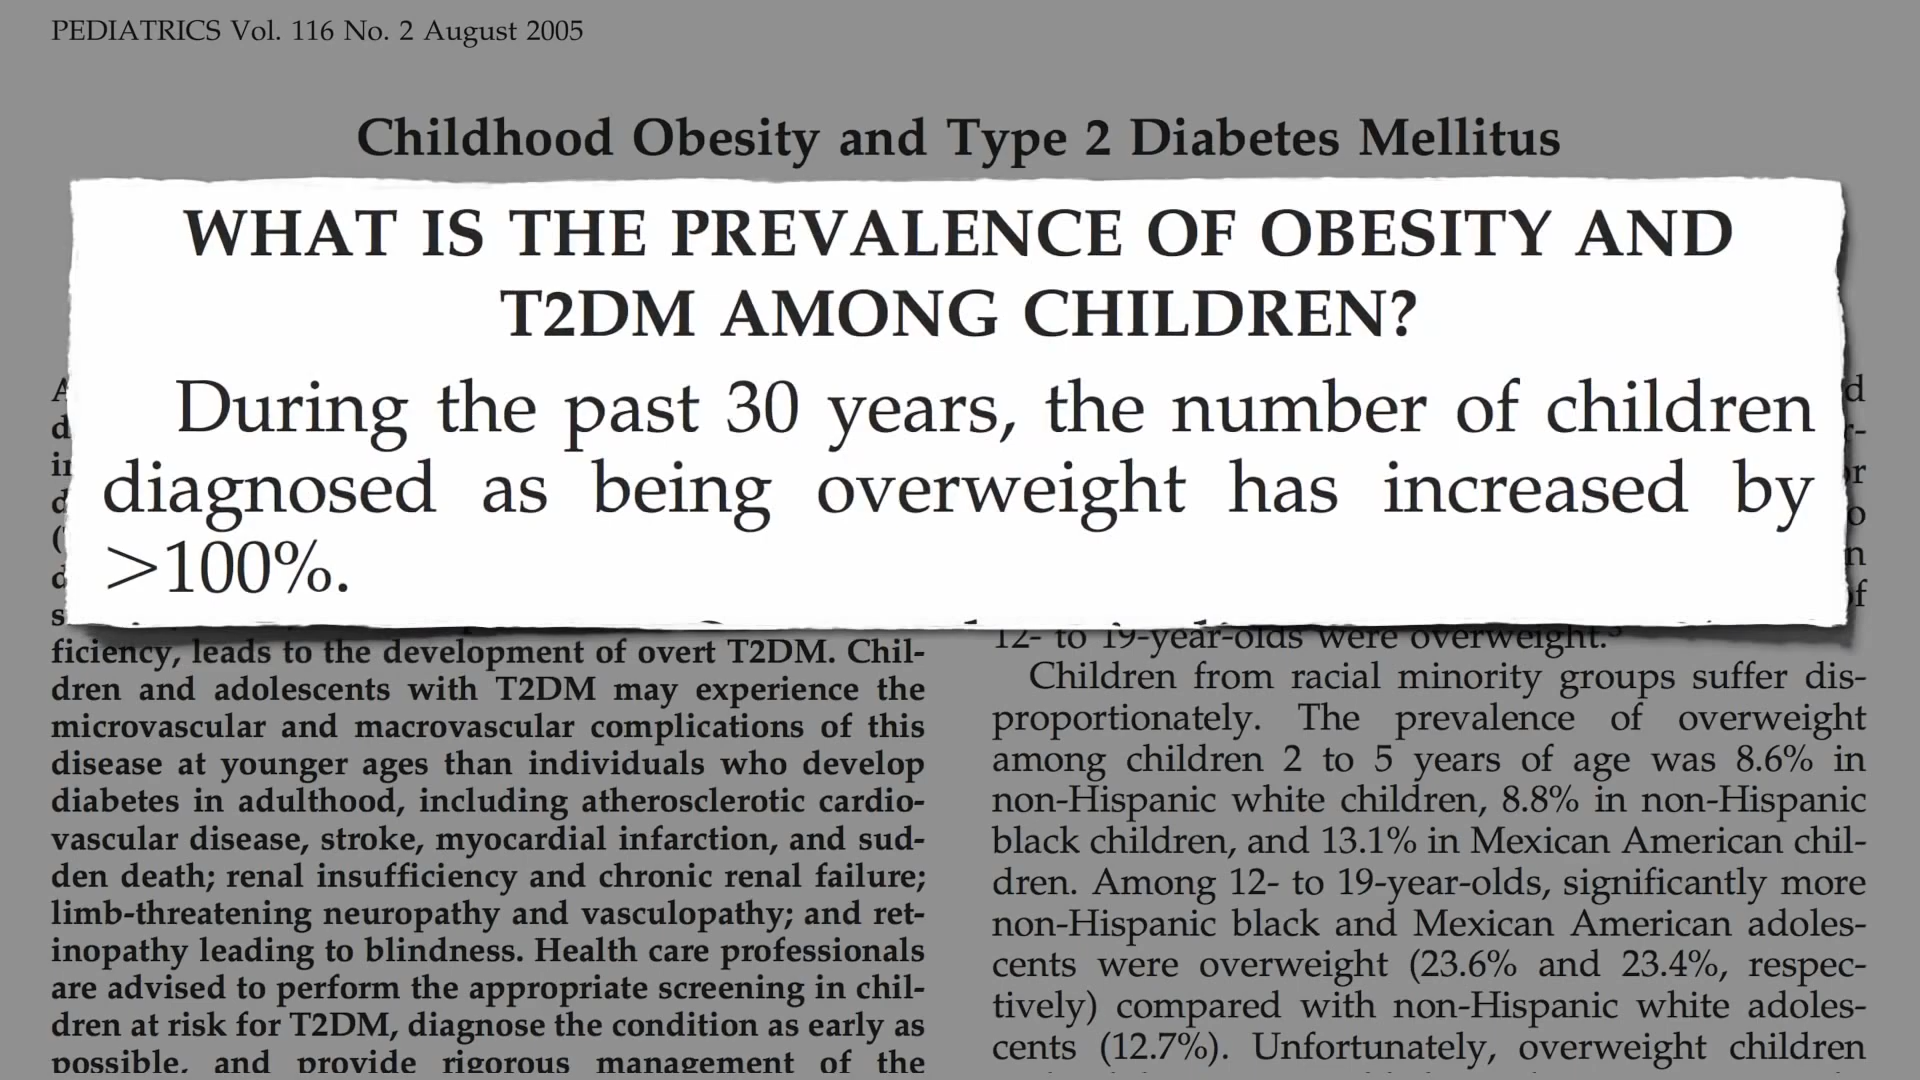 PEDIATRICS Vol. 116 No. 2 August 2005
Childhood Obesity and Type 2 Diabetes Mellitus
WHAT IS THE PREVALENCE OF OBESITY AND
T2DM AMONG CHILDREN?
During the past 30 years, the number of children
diagnosed as being overweight has increased by
>100%.
ficiency, leads to the development of overt T2DM. Chil-
dren and adolescents with T2DM may experience the
microvascular and macrovascular complications of this
disease at younger ages than individuals who develop
diabetes in adulthood, including atherosclerotic cardio-
vascular disease, stroke, myocardial infarction, and sud-
den death; renal insufficiency and chronic renal failure;
limb-threatening neuropathy and vasculopathy; and ret-
inopathy leading to blindness. Health care professionals
are advised to perform the appropriate screening in chil-
dren at risk for T2DM, diagnose the condition as early as
possible, and provide rigorous management of the
12- to 19-year-olds were overweight.³
Children from racial minority groups suffer dis-
proportionately. The prevalence of overweight
among children 2 to 5 years of age was 8.6% in
non-Hispanic white children, 8.8% in non-Hispanic
black children, and 13.1% in Mexican American chil-
dren. Among 12- to 19-year-olds, significantly more
non-Hispanic black and Mexican American adoles-
cents were overweight (23.6% and 23.4%, respec-
tively) compared with non-Hispanic white adoles-
cents (12.7%). Unfortunately, overweight children